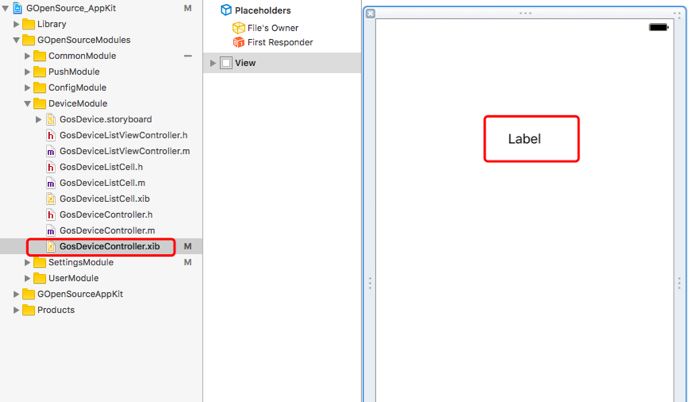 GOpenSource_AppKit M
Library
GOpenSourceModules
CommonModule
PushModule
ConfigModule
DeviceModule
GosDevice.storyboard
h GosDeviceListViewController.h
m GosDeviceListViewController.m
h GosDeviceListCell.h
m GosDeviceListCell.m
GosDeviceListCell.xib
h GosDeviceController.h
m GosDeviceController.m
GosDeviceController.xib M
SettingsModule M
UserModule
GOpenSourceAppKit
Products
Placeholders
File's Owner
First Responder
View
Label